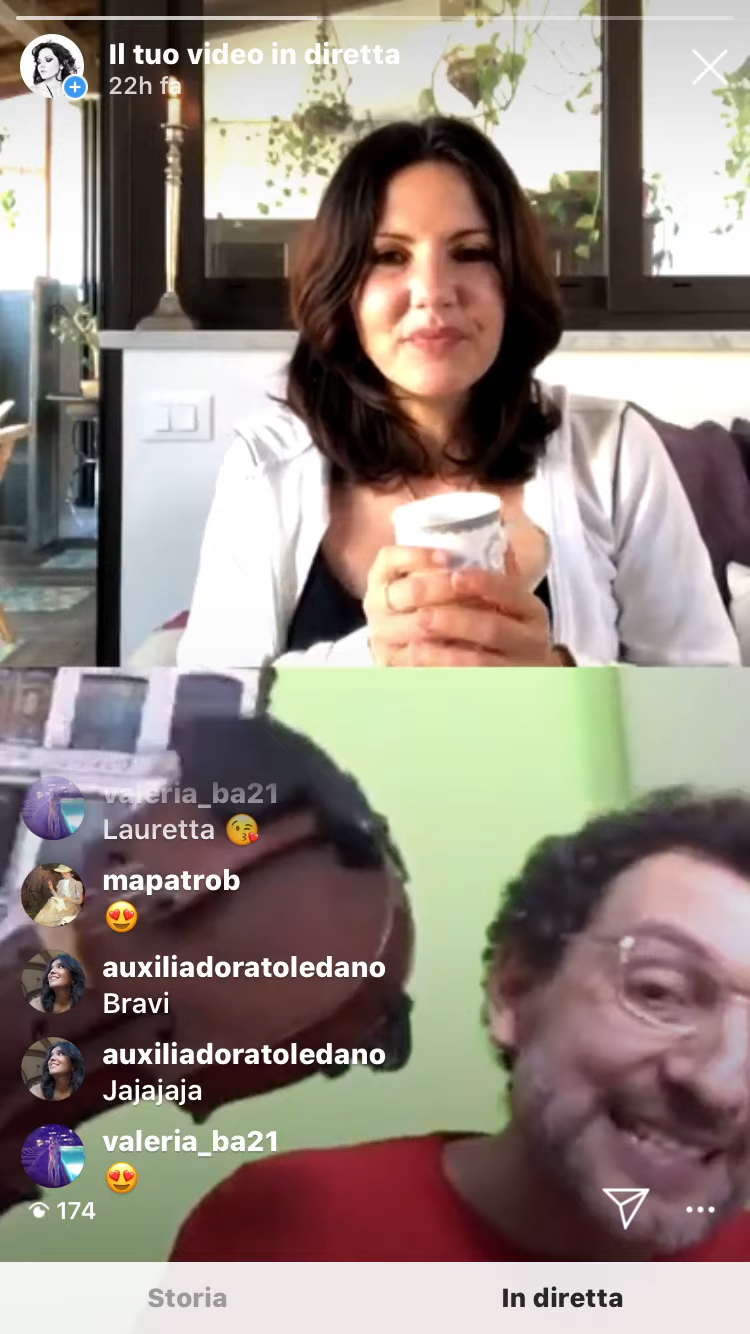 Il tuo video in diretta
22h fa
valeria_ba21
Lauretta 😘
mapatrob
😍
auxiliadoratoledano
Bravi
auxiliadoratoledano
Jajajaja
valeria_ba21
😍
174
Storia
In diretta